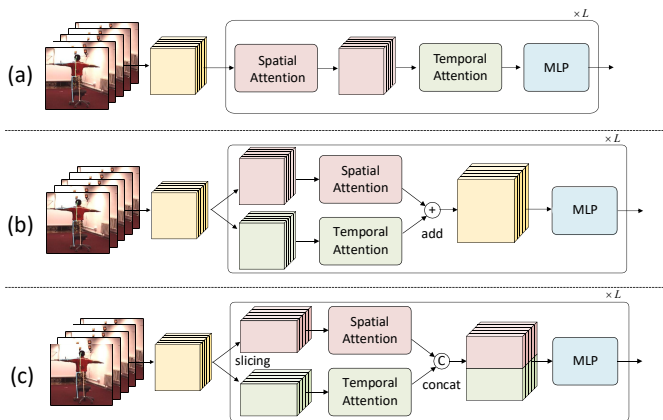 × L
(a)
Spatial
Attention
Temporal
Attention
MLP
× L
(b)
Spatial
Attention
Temporal
Attention
add
MLP
× L
(c)
slicing
Spatial
Attention
Temporal
Attention
concat
C
MLP